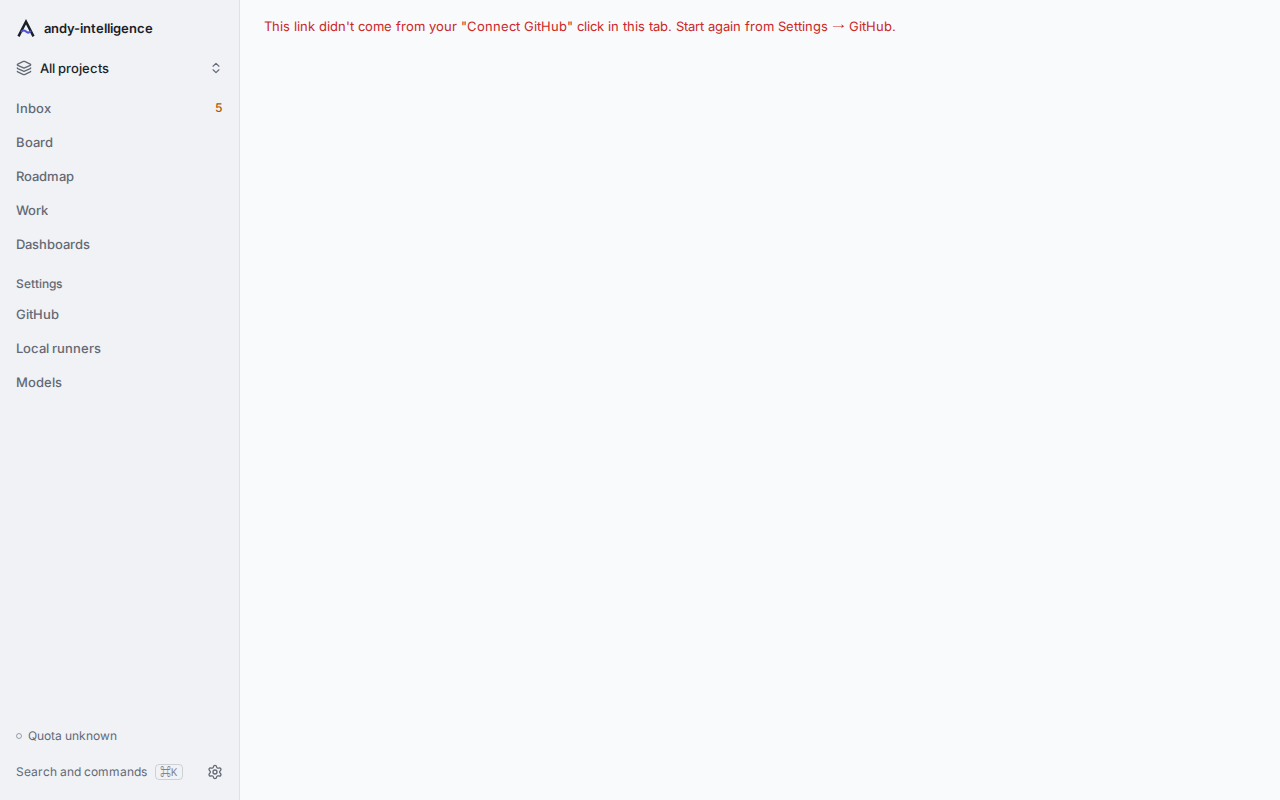 andy-intelligence
All projects
Inbox 5
Board
Roadmap
Work
Dashboards
Settings
GitHub
Local runners
Models
Quota unknown
Search and commands ⌘K
This link didn't come from your "Connect GitHub" click in this tab. Start again from Settings → GitHub.